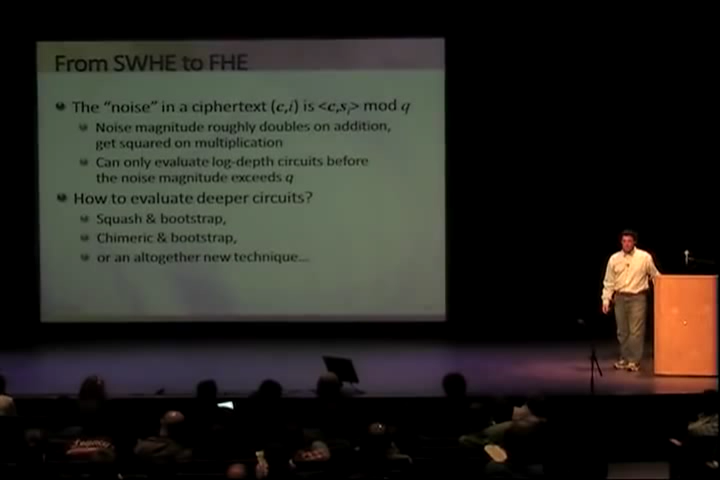 From SWHE to FHE
The "noise" in a ciphertext (c,i) is <c,sᵢ> mod q
Noise magnitude roughly doubles on addition,
get squared on multiplication
Can only evaluate log-depth circuits before
the noise magnitude exceeds q
How to evaluate deeper circuits?
Squash & bootstrap,
Chimeric & bootstrap,
or an altogether new technique…